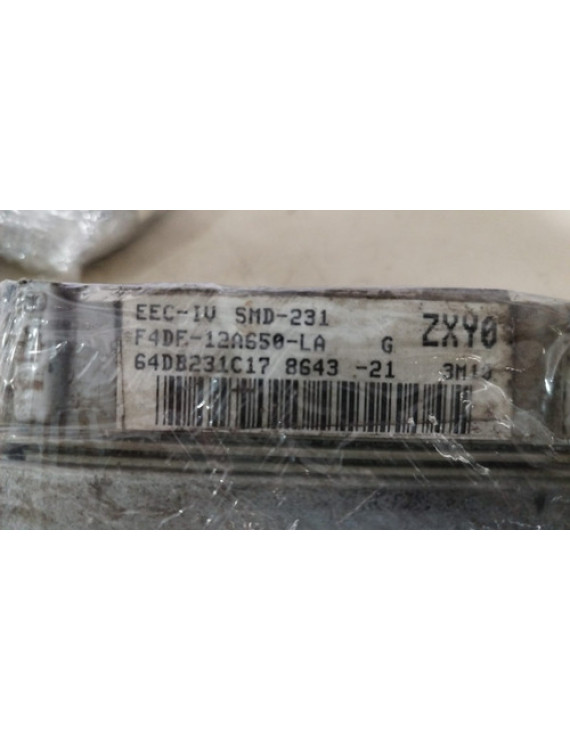 EEC-IV SMD-231
F4DF-12A650-LA G ZXY0
64DB231C17 8643 -21